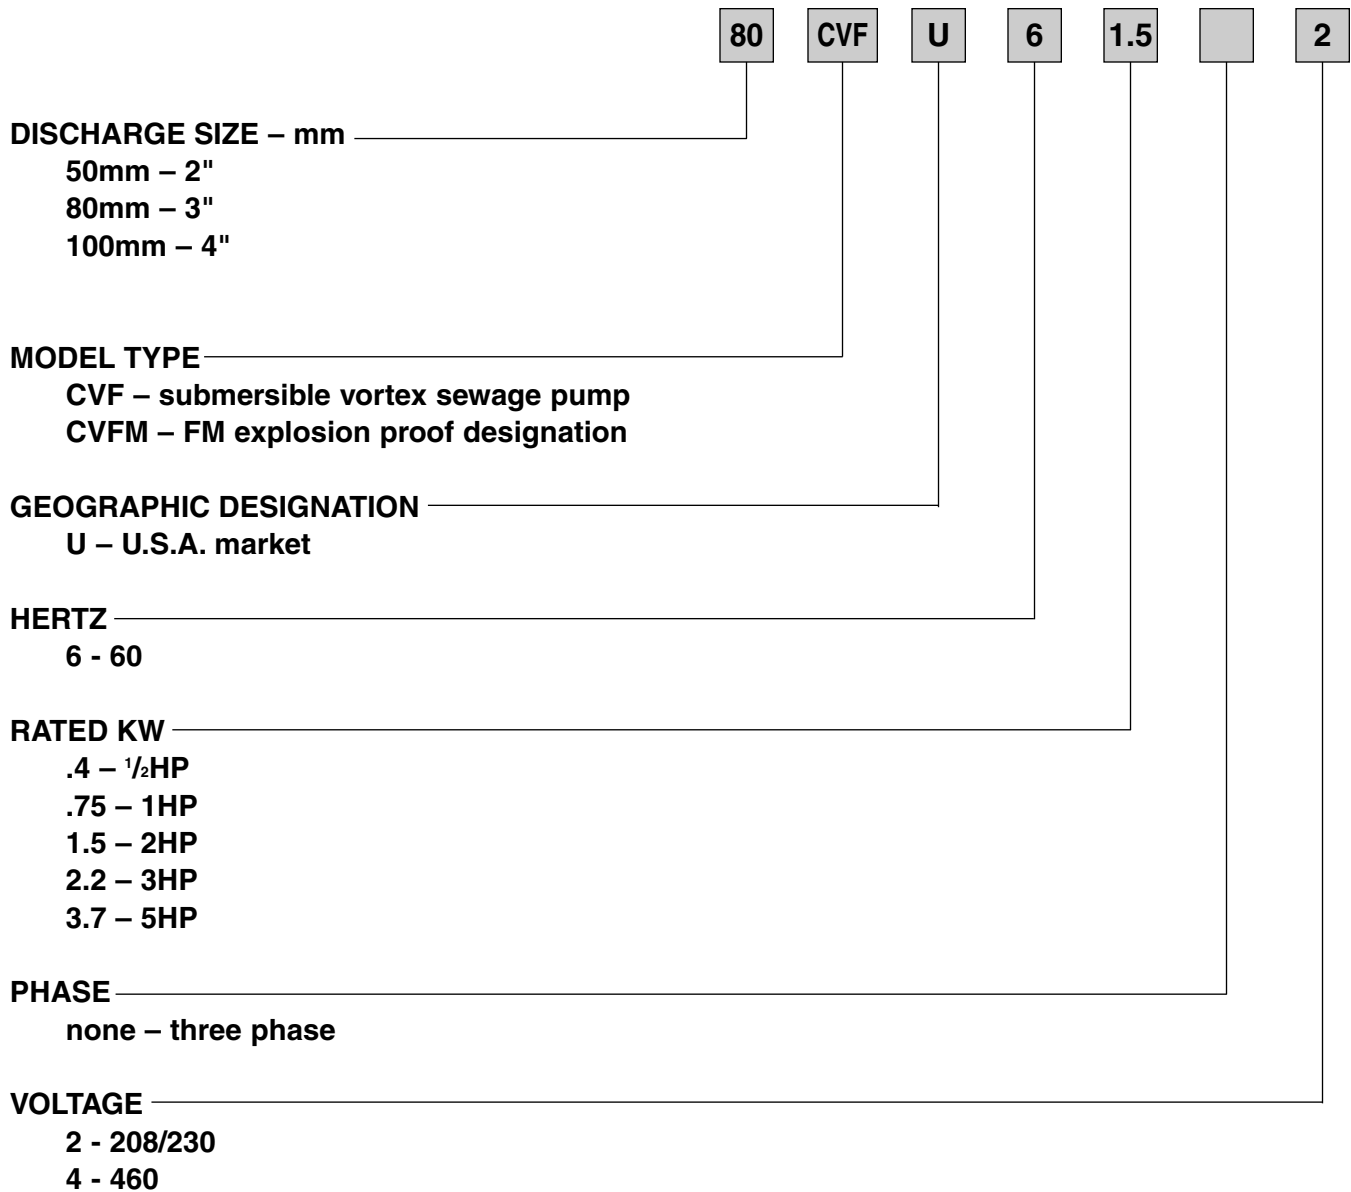 80 CVF U 6 1.5 2
DISCHARGE SIZE – mm
50mm – 2"
80mm – 3"
100mm – 4"
MODEL TYPE
CVF – submersible vortex sewage pump
CVFM – FM explosion proof designation
GEOGRAPHIC DESIGNATION
U – U.S.A. market
HERTZ
6 - 60
RATED KW
.4 – 1/2HP
.75 – 1HP
1.5 – 2HP
2.2 – 3HP
3.7 – 5HP
PHASE
none – three phase
VOLTAGE
2 - 208/230
4 - 460